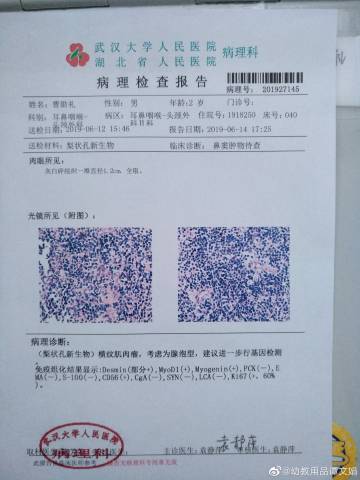 武汉大学人民医院
湖北省人民医院 病理科
病理检查报告 病理号: 201927145
姓名: 性别: 男 年龄: 2 岁 门诊号:
科别: 耳鼻咽喉- 病区: 耳鼻咽喉-头颈外 住院号: 1918250 床号: 040
头颈外科 科目科
送检日期: 2019-06-12 15:46 报告日期: 2019-06-14 17:25
送检材料: 梨状孔新生物 临床诊断: 鼻窦肿物待查
肉眼所见:
灰白碎组织一堆直径1.2cm, 全取。
光镜所见 (附图):
病理诊断:
(梨状孔新生物) 横纹肌肉瘤, 考虑为腺泡型, 建议进一步行基因检测。
免疫组化结果显示: Desmin(部分+), MyoD1(+), Myogenin(+), PCK(-), E
MA(-), S-100(-), CD56(+), CgA(-), SYN(-), LCA(-), Ki67(+, 60%
).
武汉大学人民医院
病理科
主诊医生: 袁静萍 审核医生: 袁静萍
@幼教用品谭文娟